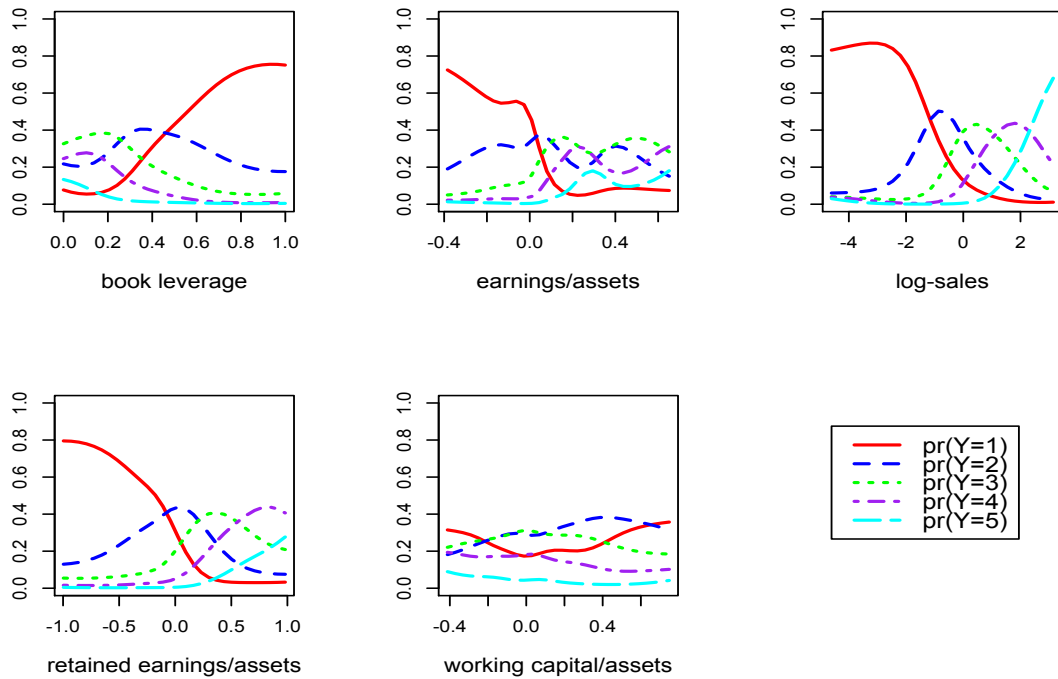 0.0 0.2 0.4 0.6 0.8 1.0
0.0 0.2 0.4 0.6 0.8 1.0
book leverage
0.0 0.2 0.4 0.6 0.8 1.0
-0.4 0.0 0.4
earnings/assets
0.0 0.2 0.4 0.6 0.8 1.0
-4 -2 0 2
log-sales
0.0 0.2 0.4 0.6 0.8 1.0
-1.0 -0.5 0.0 0.5 1.0
retained earnings/assets
0.0 0.2 0.4 0.6 0.8 1.0
-0.4 0.0 0.4
working capital/assets
pr(Y=1)
pr(Y=2)
pr(Y=3)
pr(Y=4)
pr(Y=5)